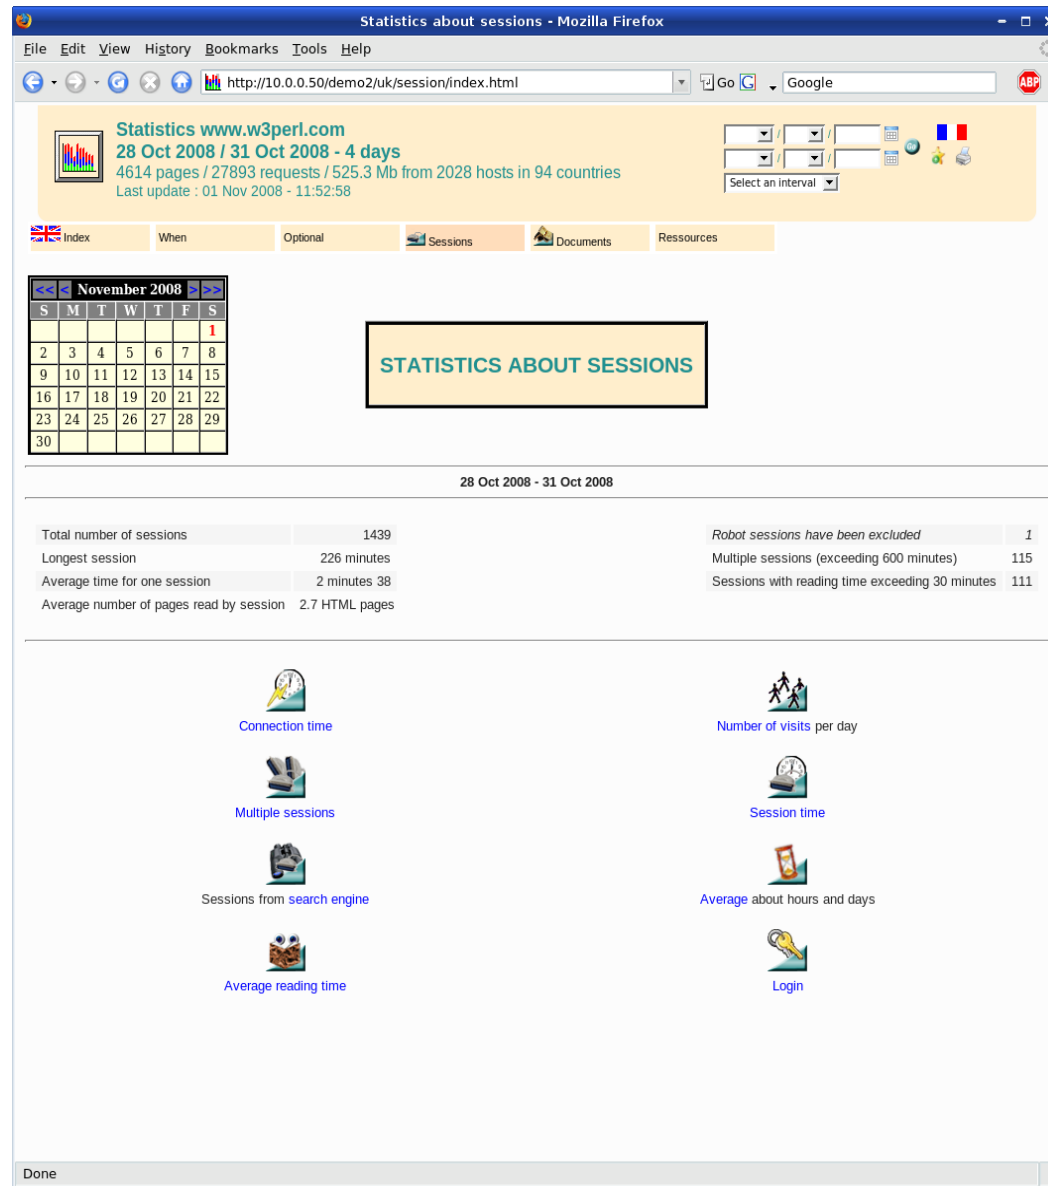 Statistics about sessions - Mozilla Firefox
File Edit View History Bookmarks Tools Help
http://10.0.0.50/demo2/uk/session/index.html Go G Google ABP
Statistics www.w3perl.com
28 Oct 2008 / 31 Oct 2008 - 4 days
4614 pages / 27893 requests / 525.3 Mb from 2028 hosts in 94 countries
Last update : 01 Nov 2008 - 11:52:58
/ /
/ /
Select an interval
Index When Optional Sessions Documents Ressources
<< < November 2008 > >>
S M T W T F S
1
2 3 4 5 6 7 8
9 10 11 12 13 14 15
16 17 18 19 20 21 22
23 24 25 26 27 28 29
30
STATISTICS ABOUT SESSIONS
28 Oct 2008 - 31 Oct 2008
Total number of sessions 1439
Longest session 226 minutes
Average time for one session 2 minutes 38
Average number of pages read by session 2.7 HTML pages
Robot sessions have been excluded 1
Multiple sessions (exceeding 600 minutes) 115
Sessions with reading time exceeding 30 minutes 111
Connection time
Number of visits per day
Multiple sessions
Session time
Sessions from search engine
Average about hours and days
Average reading time
Login
Done